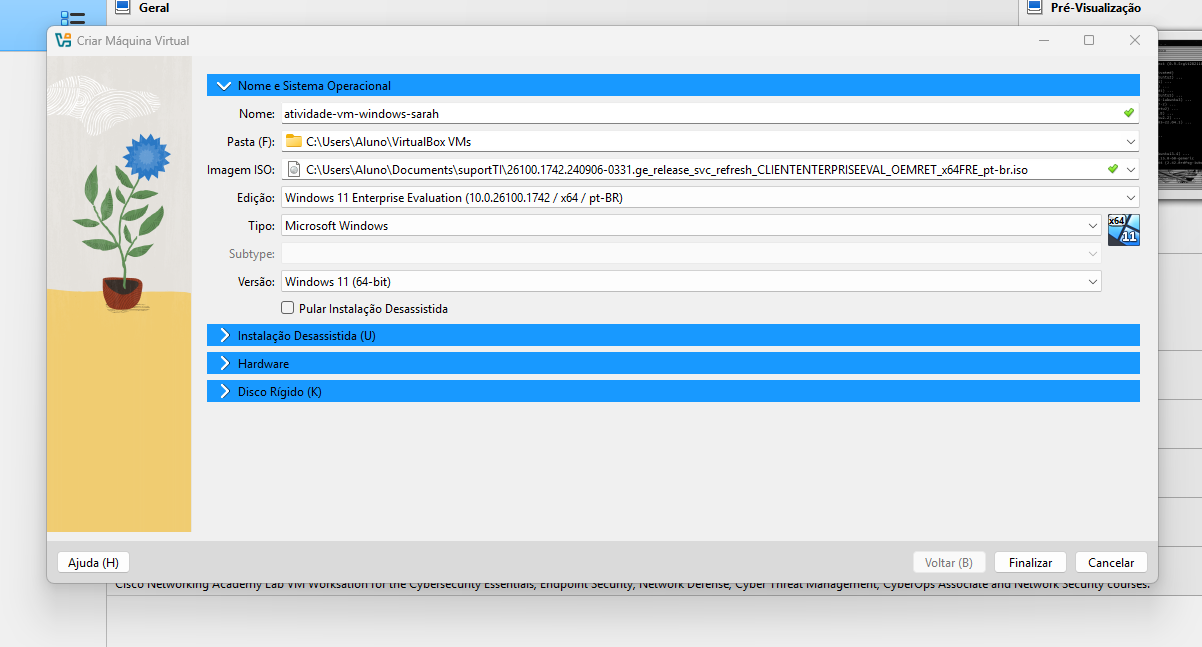 Geral
Pré-Visualização
Criar Máquina Virtual
Nome e Sistema Operacional
Nome: atividade-vm-windows-sarah
Pasta (F): C:\Users\Aluno\VirtualBox VMs
Imagem ISO: C:\Users\Aluno\Documents\suportTI\26100.1742.240906-0331.ge_release_svc_refresh_CLIENTENTERPRISEEVAL_OEMRET_x64FRE_pt-br.iso
Edição: Windows 11 Enterprise Evaluation (10.0.26100.1742 / x64 / pt-BR)
Tipo: Microsoft Windows
x64
11
Subtype:
Versão: Windows 11 (64-bit)
Pular Instalação Desassistida
Instalação Desassistida (U)
Hardware
Disco Rígido (K)
Ajuda (H)
Voltar (B)
Finalizar
Cancelar
Cisco Networking Academy Lab VM Worksation for the Cybersecurity Essentials, Endpoint Security, Network Defense, Cyber Threat Management, CyberOps Associate and Network Security courses.